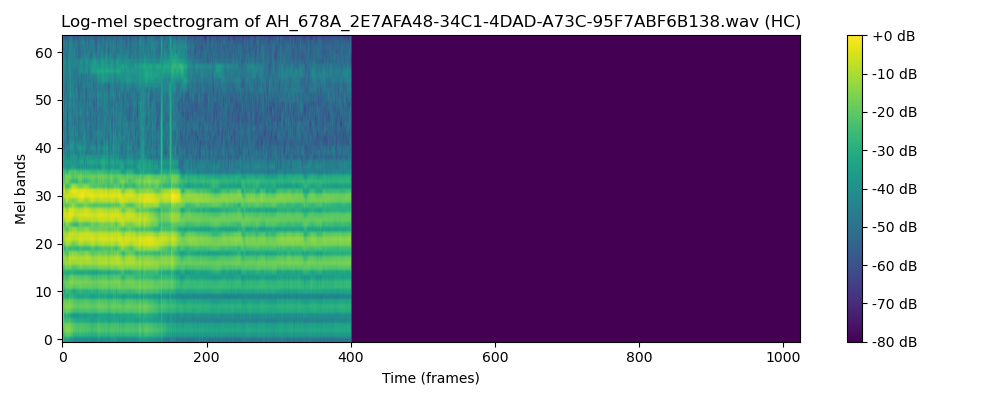 Log-mel spectrogram of AH_678A_2E7AFA48-34C1-4DAD-A73C-95F7ABF6B138.wav (HC)
60
50
40
30
20
10
0
Mel bands
0 200 400 600 800 1000
Time (frames)
+0 dB
-10 dB
-20 dB
-30 dB
-40 dB
-50 dB
-60 dB
-70 dB
-80 dB